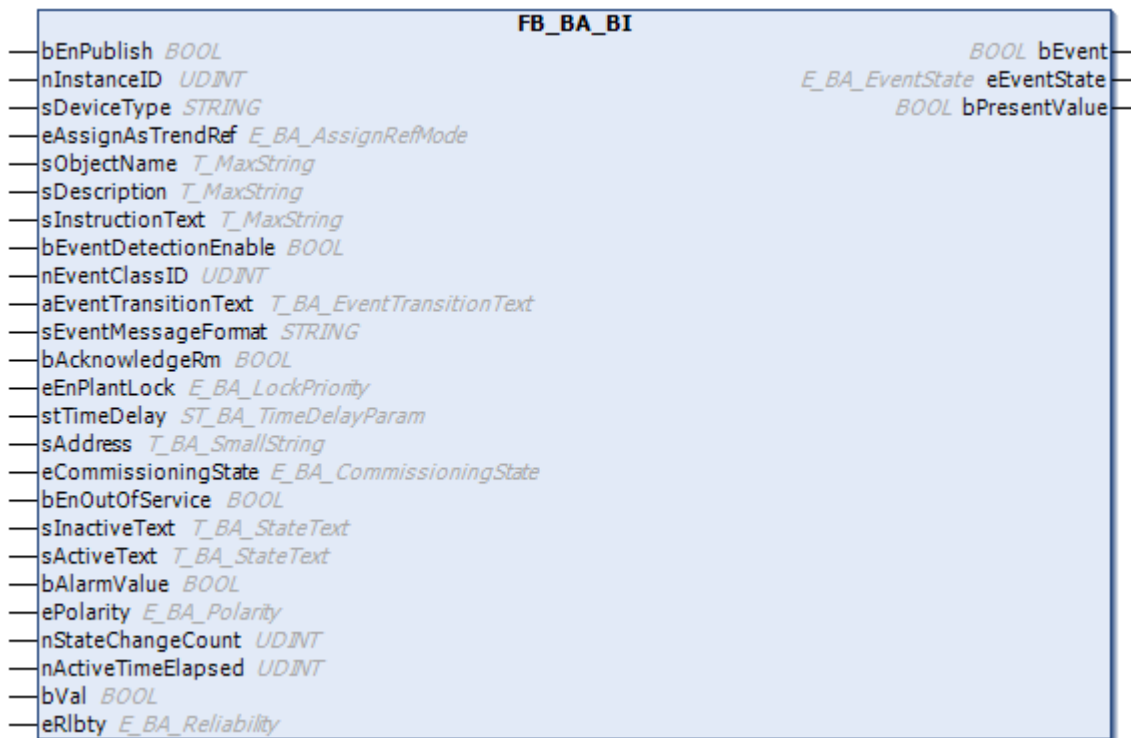 FB_BA_BI
bEnPublish BOOL BOOL bEvent
nInstanceID UDINT E_BA_EventState eEventState
sDeviceType STRING BOOL bPresentValue
eAssignAsTrendRef E_BA_AssignRefMode
sObjectName T_MaxString
sDescription T_MaxString
sInstructionText T_MaxString
bEventDetectionEnable BOOL
nEventClassID UDINT
aEventTransitionText T_BA_EventTransitionText
sEventMessageFormat STRING
bAcknowledgeRm BOOL
eEnPlantLock E_BA_LockPriority
stTimeDelay ST_BA_TimeDelayParam
sAddress T_BA_SmallString
eCommissioningState E_BA_CommissioningState
bEnOutOfService BOOL
sInactiveText T_BA_StateText
sActiveText T_BA_StateText
bAlarmValue BOOL
ePolarity E_BA_Polarity
nStateChangeCount UDINT
nActiveTimeElapsed UDINT
bVal BOOL
eRlbty E_BA_Reliability